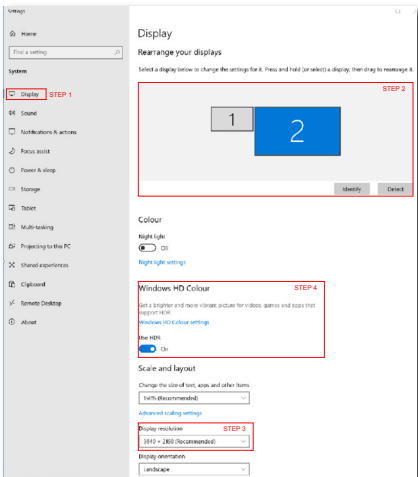 Settings
Home
Find a setting
System
Display STEP 1
Sound
Notifications & actions
Focus assist
Power & sleep
Storage
Tablet
Multi-tasking
Projecting to this PC
Shared experiences
Clipboard
Remote Desktop
About
Display
Rearrange your displays
Select a display below to change the settings for it. Press and hold (or select) a display, then drag to rearrange it.
STEP 2
1
2
Identify Detect
Colour
Night light
Off
Night light settings
Windows HD Colour STEP 4
Get a brighter and more vibrant picture for videos, games and apps that
support HDR.
Windows HD Colour settings
Use HDR
On
Scale and layout
Change the size of text, apps and other items
(Recommended)
Advanced scaling settings
Display resolution STEP 3
3840 × 2160 (Recommended)
Display orientation
Landscape